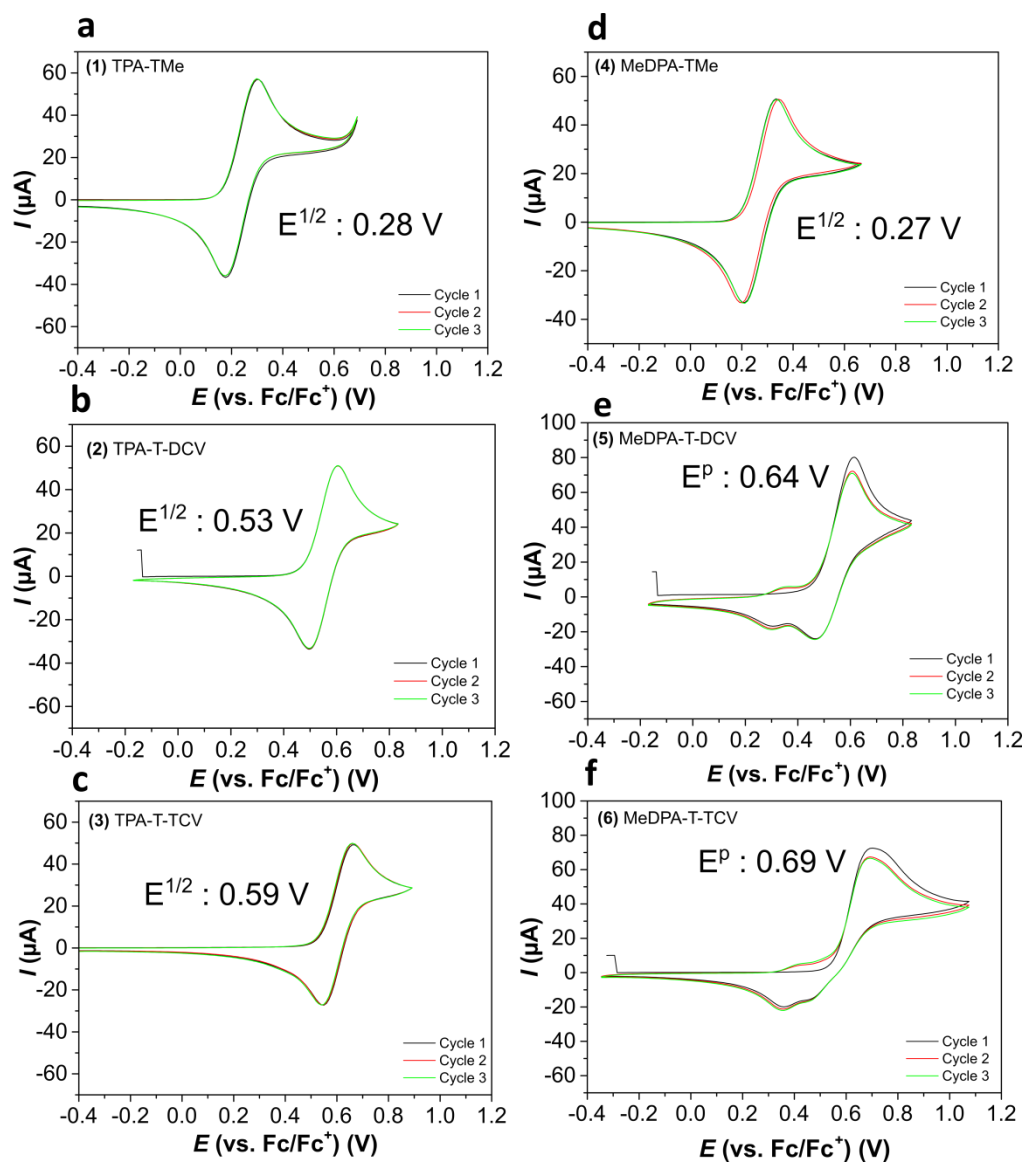 a
(1) TPA-TMe
60
40
20
0
-20
-40
-60
I (µA)
E1/2 : 0.28 V
Cycle 1
Cycle 2
Cycle 3
-0.4 -0.2 0.0 0.2 0.4 0.6 0.8 1.0 1.2
E (vs. Fc/Fc+) (V)
d
(4) MeDPA-TMe
60
40
20
0
-20
-40
I (µA)
E1/2 : 0.27 V
Cycle 1
Cycle 2
Cycle 3
-0.4 -0.2 0.0 0.2 0.4 0.6 0.8 1.0 1.2
E (vs. Fc/Fc+) (V)
b
(2) TPA-T-DCV
60
40
20
0
-20
-40
-60
I (µA)
E1/2 : 0.53 V
Cycle 1
Cycle 2
Cycle 3
-0.4 -0.2 0.0 0.2 0.4 0.6 0.8 1.0 1.2
E (vs. Fc/Fc+) (V)
e
(5) MeDPA-T-DCV
100
80
60
40
20
0
-20
-40
-60
I (µA)
Ep : 0.64 V
Cycle 1
Cycle 2
Cycle 3
-0.4 -0.2 0.0 0.2 0.4 0.6 0.8 1.0 1.2
E (vs. Fc/Fc+) (V)
c
(3) TPA-T-TCV
60
40
20
0
-20
-40
-60
I (µA)
E1/2 : 0.59 V
Cycle 1
Cycle 2
Cycle 3
-0.4 -0.2 0.0 0.2 0.4 0.6 0.8 1.0 1.2
E (vs. Fc/Fc+) (V)
f
(6) MeDPA-T-TCV
100
80
60
40
20
0
-20
-40
-60
I (µA)
Ep : 0.69 V
Cycle 1
Cycle 2
Cycle 3
-0.4 -0.2 0.0 0.2 0.4 0.6 0.8 1.0 1.2
E (vs. Fc/Fc+) (V)